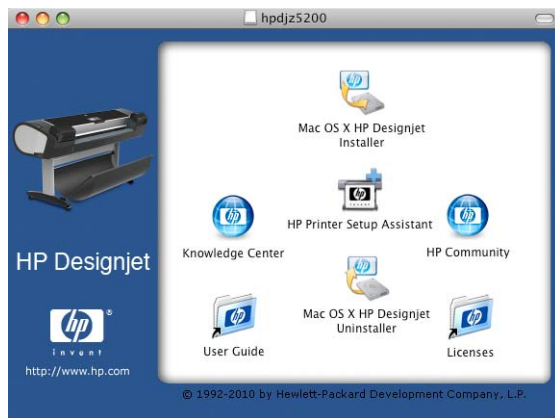 hpdjz5200
Mac OS X HP Designjet
Installer
HP Printer Setup Assistant
Knowledge Center
HP Community
Mac OS X HP Designjet
Uninstaller
User Guide
Licenses
HP Designjet
hp
invent
http://www.hp.com
© 1992-2010 by Hewlett-Packard Development Company, L.P.